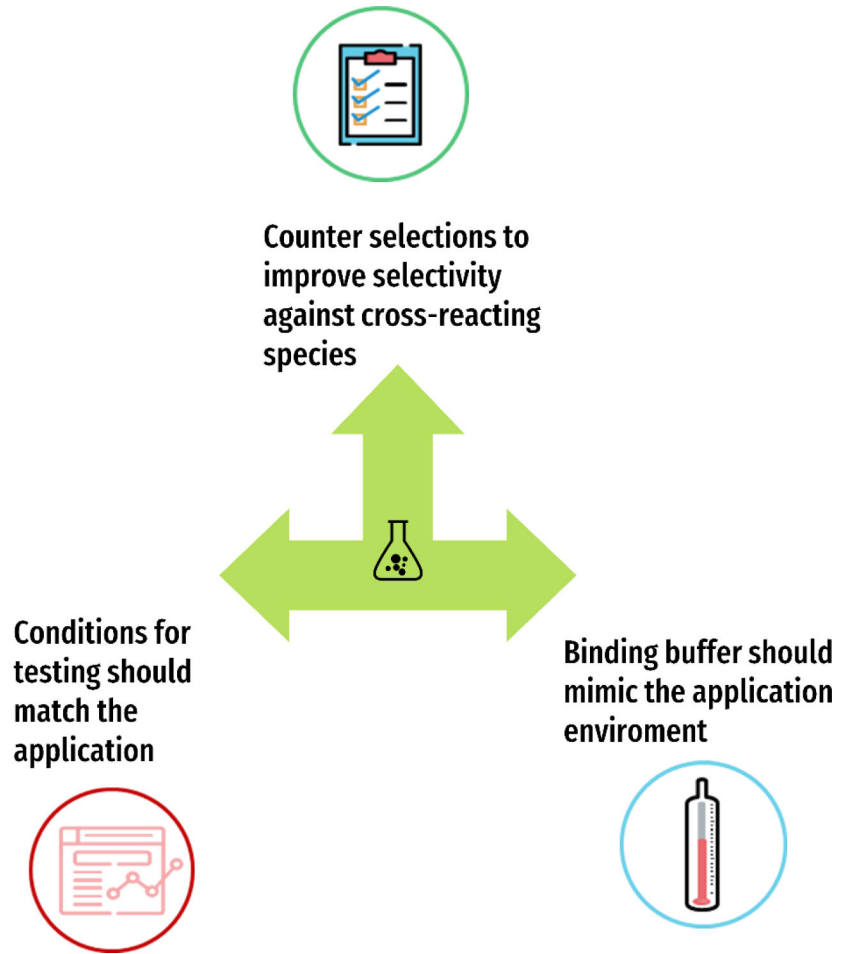 Counter selections to
improve selectivity
against cross-reacting
species
Conditions for
testing should
match the
application
Binding buffer should
mimic the application
enviroment